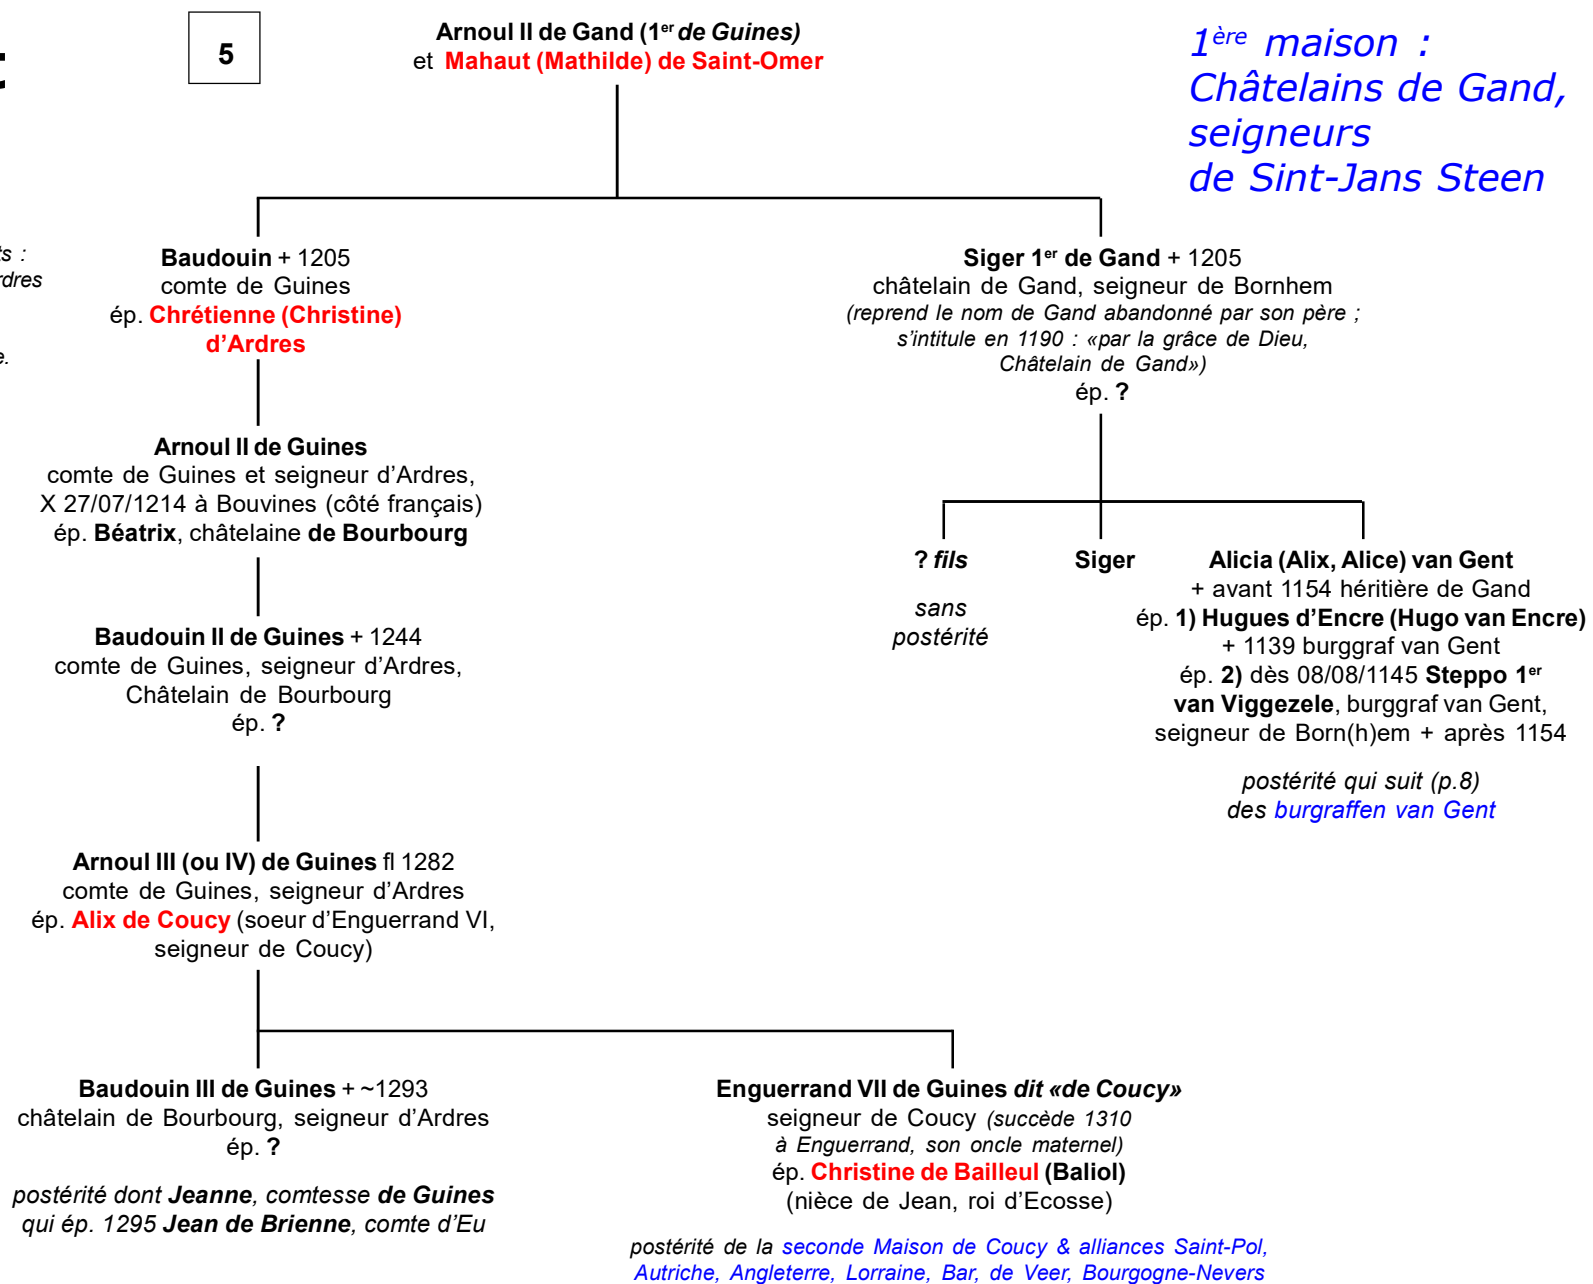 t
5
Arnoul II de Gand (1er de Guines)
et Mahaut (Mathilde) de Saint-Omer
1ère maison :
Châtelains de Gand,
seigneurs
de Sint-Jans Steen
ts :
rdres
e.
Baudouin + 1205
comte de Guines
ép. Chrétienne (Christine)
d’Ardres
Siger 1er de Gand + 1205
châtelain de Gand, seigneur de Bornhem
(reprend le nom de Gand abandonné par son père ;
s’intitule en 1190 : «par la grâce de Dieu,
Châtelain de Gand»)
ép. ?
Arnoul II de Guines
comte de Guines et seigneur d’Ardres,
X 27/07/1214 à Bouvines (côté français)
ép. Béatrix, châtelaine de Bourbourg
? fils
sans
postérité
Siger
Alicia (Alix, Alice) van Gent
+ avant 1154 héritière de Gand
ép. 1) Hugues d’Encre (Hugo van Encre)
+ 1139 burggraf van Gent
ép. 2) dès 08/08/1145 Steppo 1er
van Viggezele, burggraf van Gent,
seigneur de Born(h)em + après 1154
postérité qui suit (p.8)
des burgraffen van Gent
Baudouin II de Guines + 1244
comte de Guines, seigneur d’Ardres,
Châtelain de Bourbourg
ép. ?
Arnoul III (ou IV) de Guines fl 1282
comte de Guines, seigneur d’Ardres
ép. Alix de Coucy (soeur d’Enguerrand VI,
seigneur de Coucy)
Baudouin III de Guines + ~1293
châtelain de Bourbourg, seigneur d’Ardres
ép. ?
postérité dont Jeanne, comtesse de Guines
qui ép. 1295 Jean de Brienne, comte d’Eu
Enguerrand VII de Guines dit «de Coucy»
seigneur de Coucy (succède 1310
à Enguerrand, son oncle maternel)
ép. Christine de Bailleul (Baliol)
(nièce de Jean, roi d’Ecosse)
postérité de la seconde Maison de Coucy & alliances Saint-Pol,
Autriche, Angleterre, Lorraine, Bar, de Veer, Bourgogne-Nevers